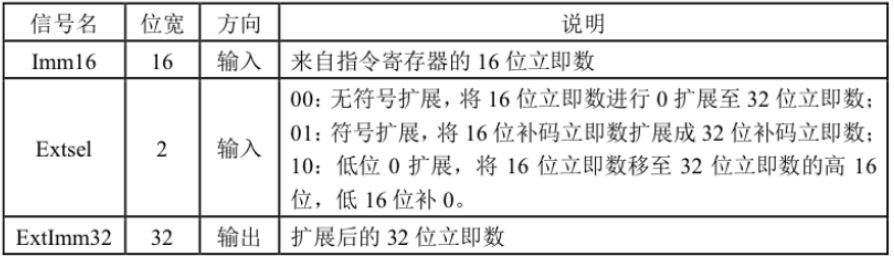 信号名 位宽 方向 说明
Imm16 16 输入 来自指令寄存器的 16 位立即数
Extsel 2 输入 00：无符号扩展，将 16 位立即数进行 0 扩展至 32 位立即数；
01：符号扩展，将 16 位补码立即数扩展成 32 位补码立即数；
10：低位 0 扩展，将 16 位立即数移至 32 位立即数的高 16
位，低 16 位补 0。
ExtImm32 32 输出 扩展后的 32 位立即数